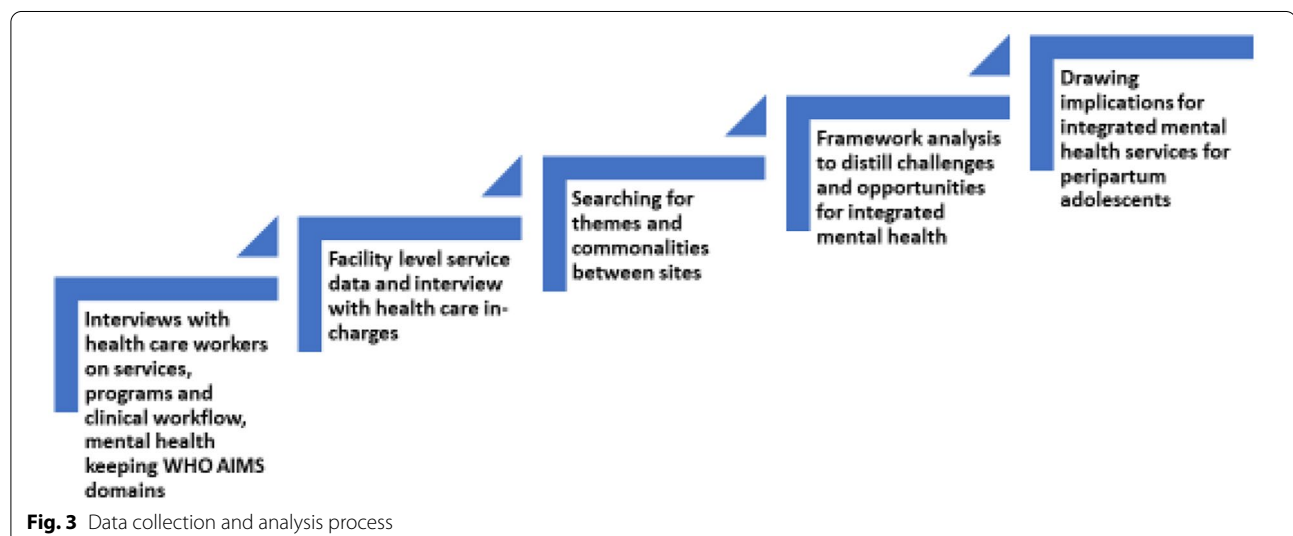 Interviews with
health care workers
on services,
programs and
clinical workflow,
mental health
keeping WHO AIMS
domains
Facility level service
data and interview
with health care in-
charges
Searching for
themes and
commonalities
between sites
Framework analysis
to distill challenges
and opportunities
for integrated
mental health
Drawing
implications for
integrated mental
health services for
peripartum
adolescents
Fig. 3 Data collection and analysis process